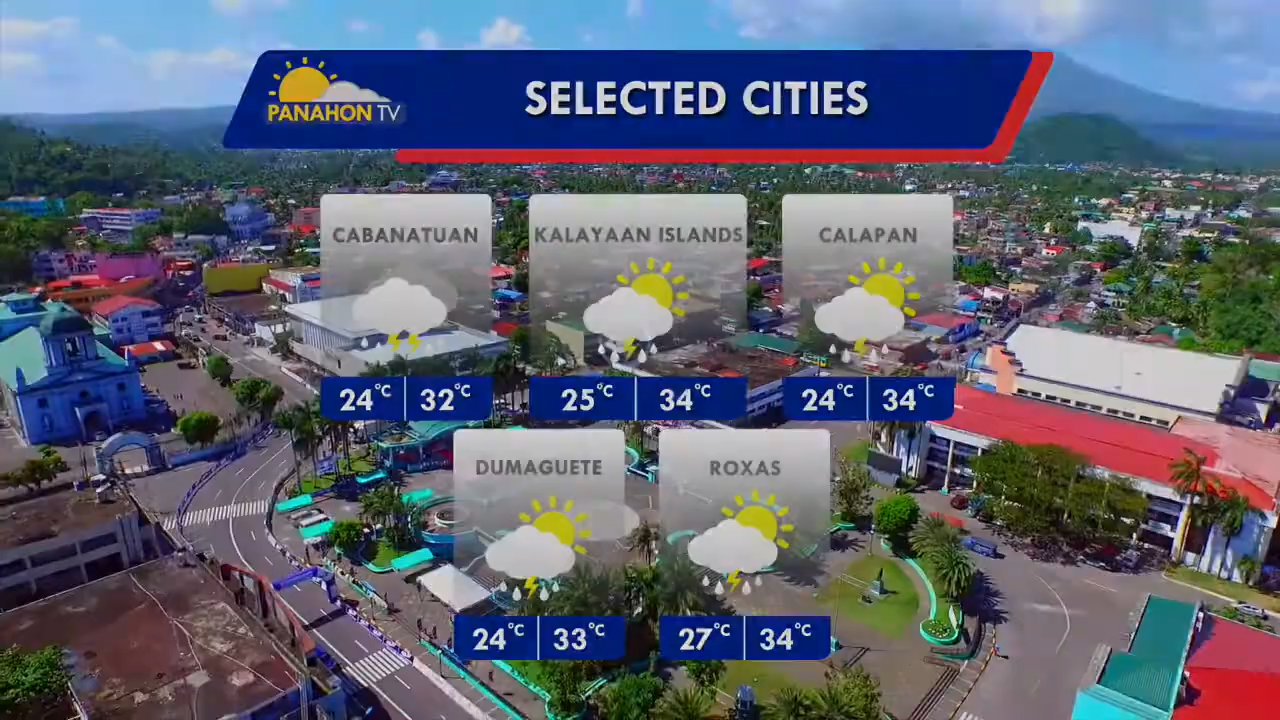 PANAHON TV
SELECTED CITIES
CABANATUAN
24°C 32°C
KALAYAAN ISLANDS
25°C 34°C
CALAPAN
24°C 34°C
DUMAGUETE
24°C 33°C
ROXAS
27°C 34°C